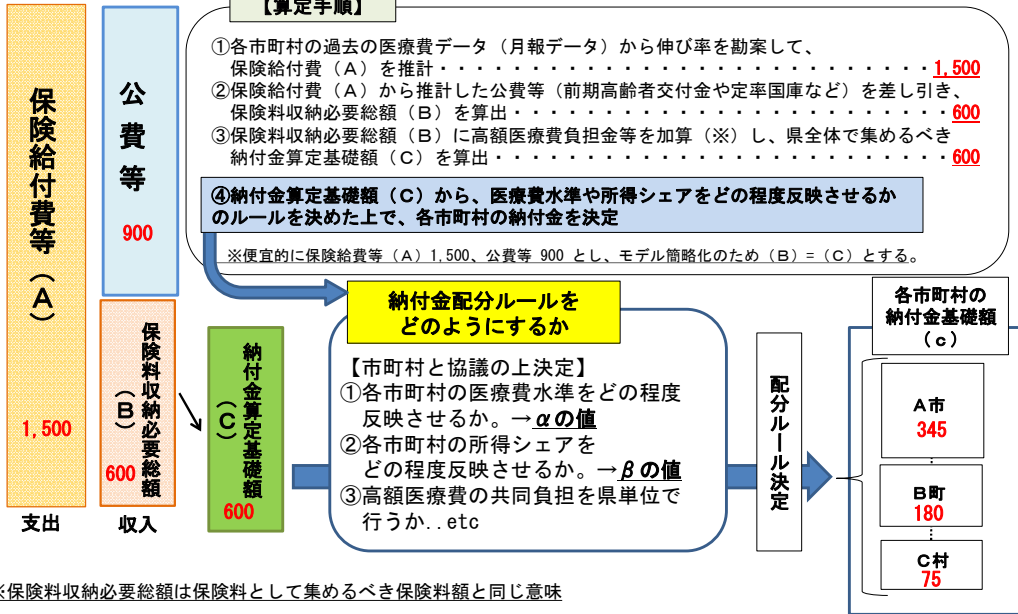 【算定手順】
①各市町村の過去の医療費データ（月報データ）から伸び率を勘案して、
保険給付費（A）を推計・・・・・・・・・・・・・・・・・・・・・・・・・・・・1,500
②保険給付費（A）から推計した公費等（前期高齢者交付金や定率国庫など）を差し引き、
保険料収納必要総額（B）を算出・・・・・・・・・・・・・・・・・・・・・・・・600
③保険料収納必要総額（B）に高額医療費負担金等を加算（※）し、県全体で集めるべき
納付金算定基礎額（C）を算出・・・・・・・・・・・・・・・・・・・・・・・・・600
④納付金算定基礎額（C）から、医療費水準や所得シェアをどの程度反映させるか
のルールを決めた上で、各市町村の納付金を決定
※便宜的に保険給費等（A）1,500、公費等 900 とし、モデル簡略化のため（B）=（C）とする。
保険給付費等（A）
1,500
支出
公費等
900
保険料収納必要総額
（B）
600
収入
納付金算定基礎額
（C）
600
納付金配分ルールを
どのようにするか
【市町村と協議の上決定】
①各市町村の医療費水準をどの程度
反映させるか。→αの値
②各市町村の所得シェアを
どの程度反映させるか。→βの値
③高額医療費の共同負担を県単位で
行うか..etc
配分ルール決定
各市町村の
納付金基礎額
（c）
A市
345
B町
180
C村
75
※保険料収納必要総額は保険料として集めるべき保険料額と同じ意味